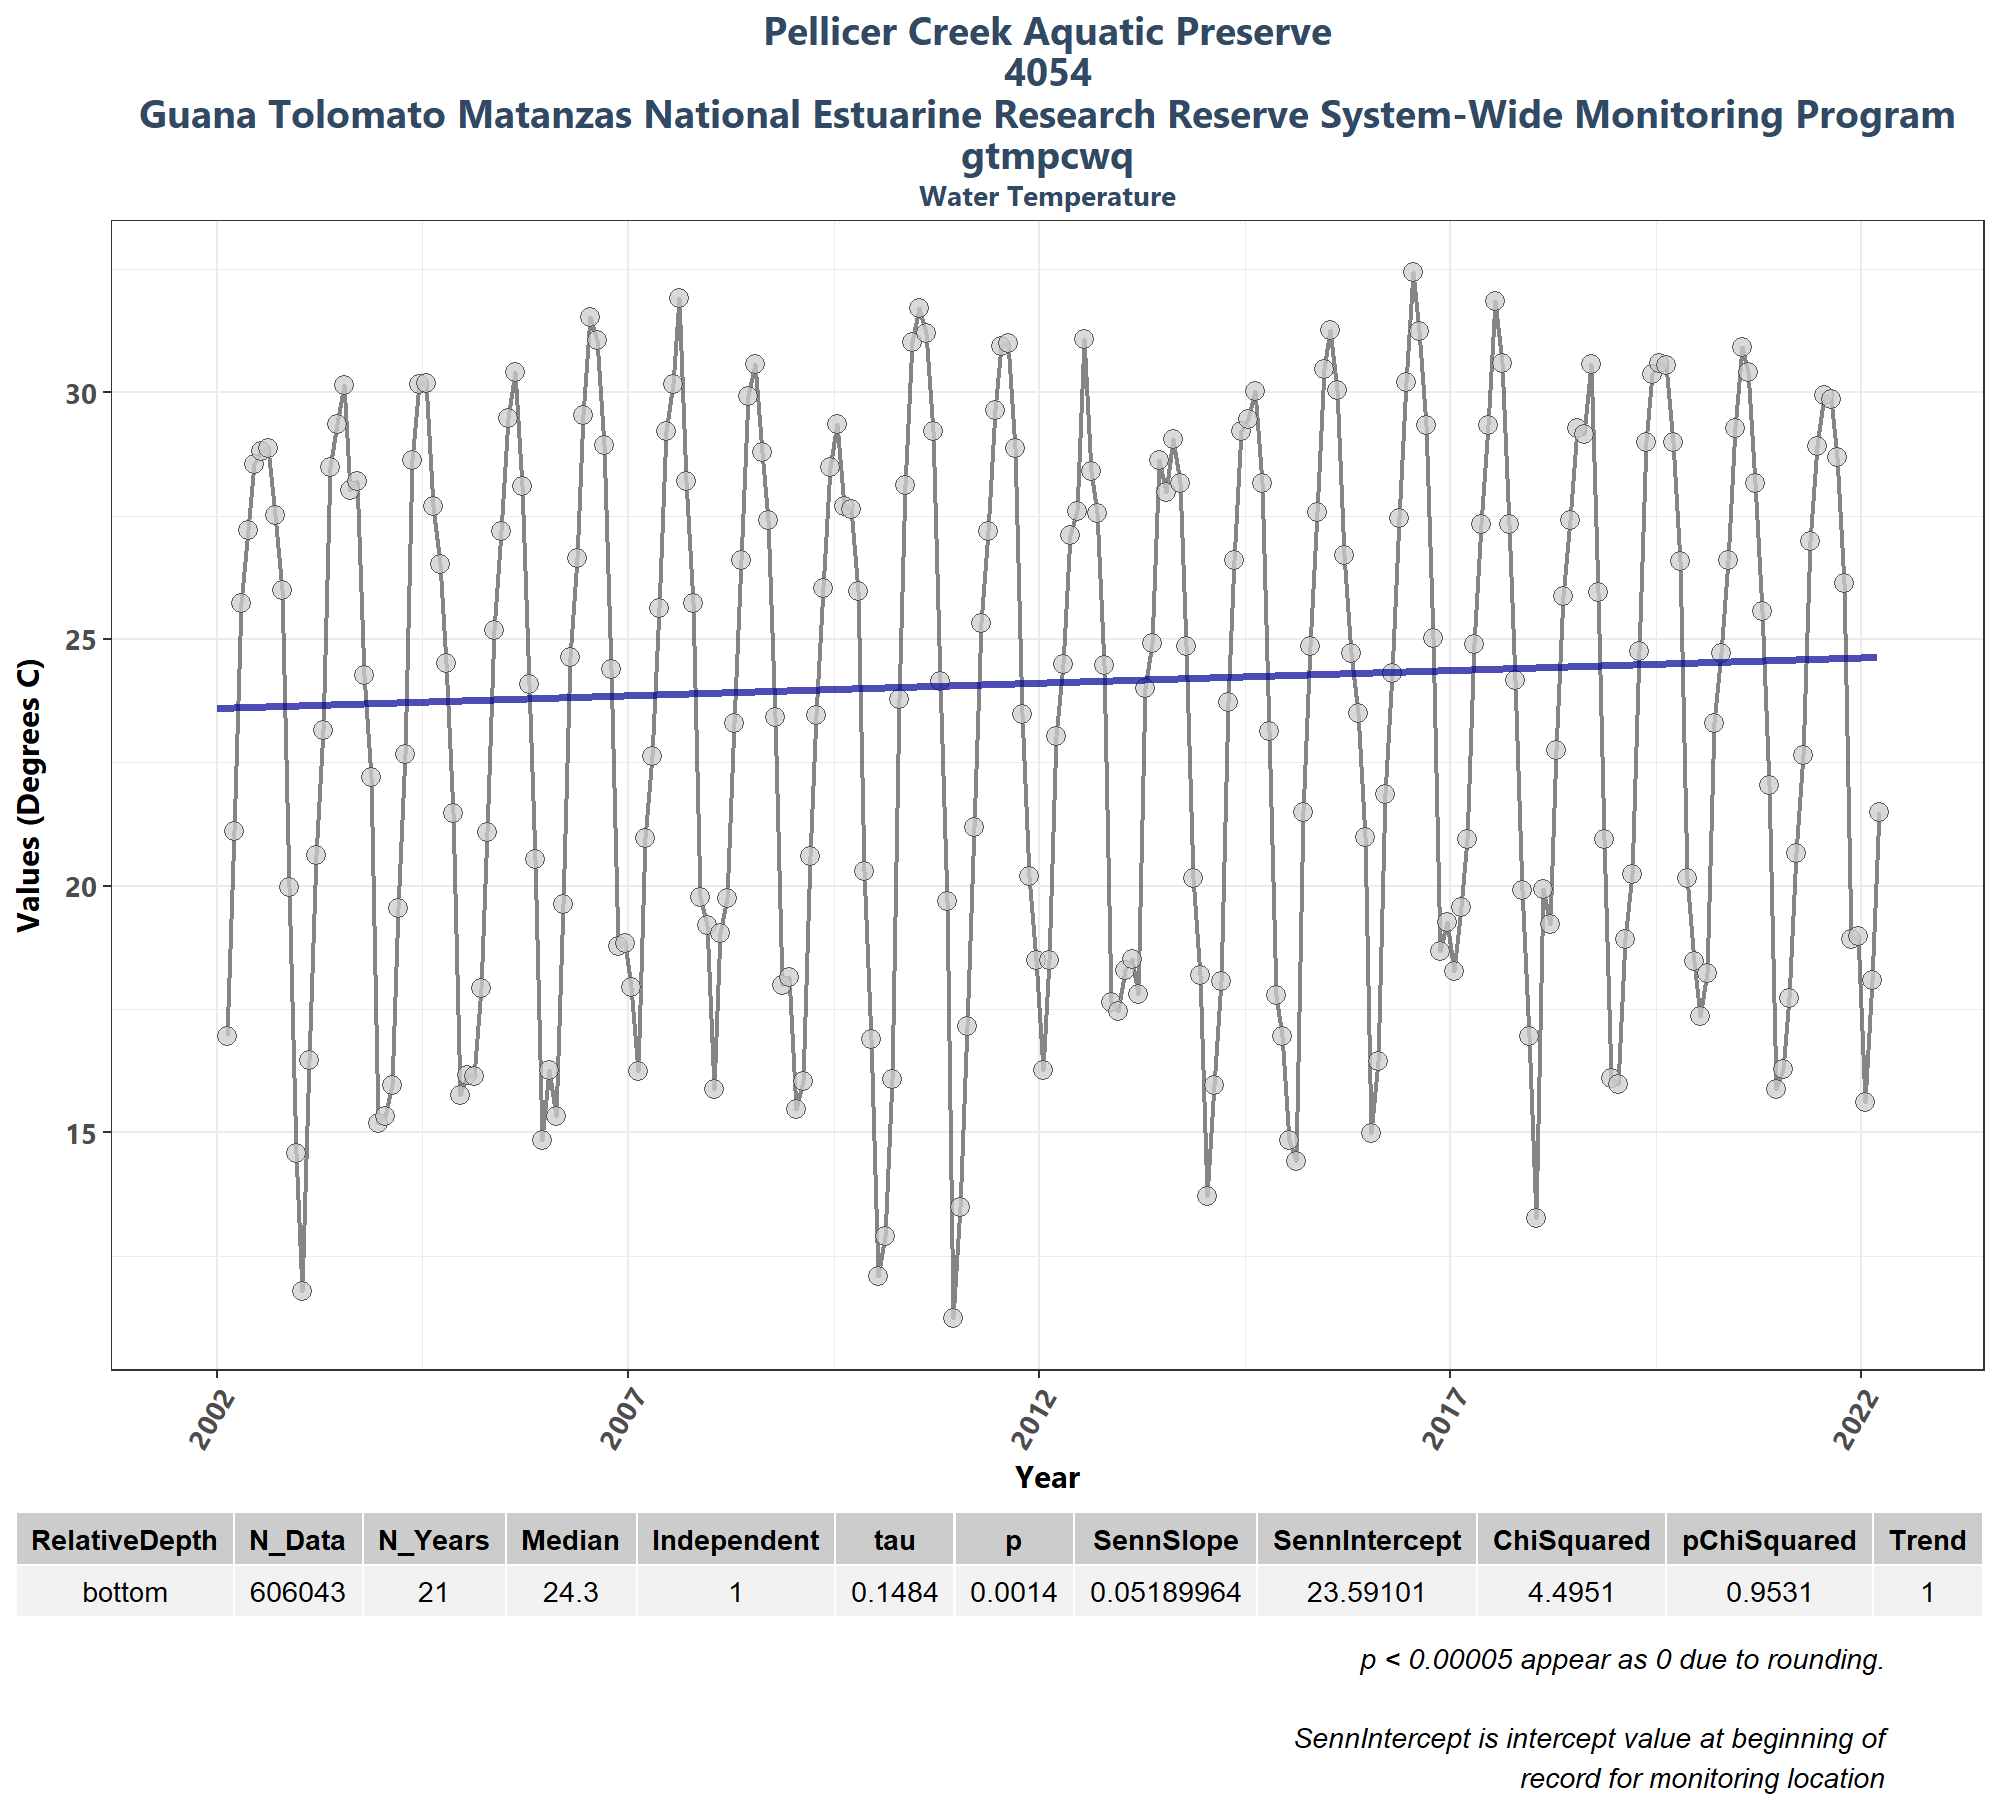 Pellicer Creek Aquatic Preserve
4054
Guana Tolomato Matanzas National Estuarine Research Reserve System-Wide Monitoring Program
gtmpcwq
Water Temperature
Values (Degrees C)
30
25
20
15
2002
2007
2012
2017
2022
Year
RelativeDepth N_Data N_Years Median Independent tau p SennSlope SennIntercept ChiSquared pChiSquared Trend
bottom 606043 21 24.3 1 0.1484 0.0014 0.05189964 23.59101 4.4951 0.9531 1
p < 0.00005 appear as 0 due to rounding.
SennIntercept is intercept value at beginning of
record for monitoring location